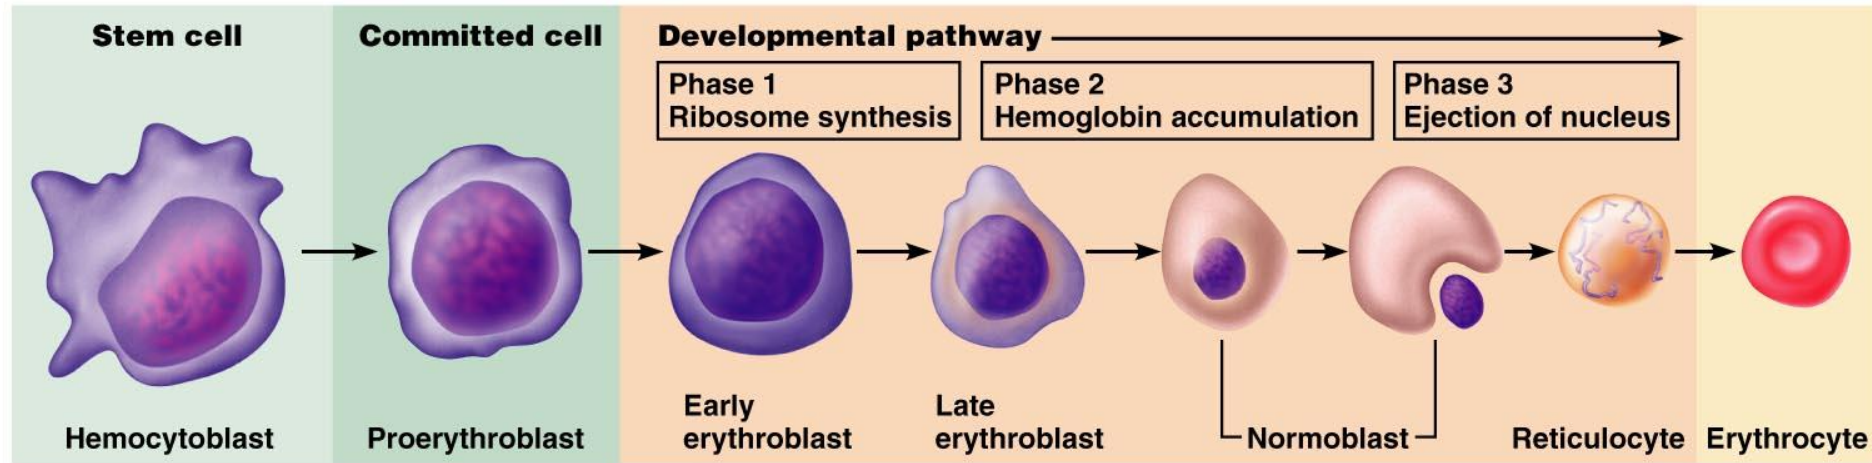 Stem cell
Committed cell
Developmental pathway
Phase 1
Ribosome synthesis
Phase 2
Hemoglobin accumulation
Phase 3
Ejection of nucleus
Hemocytoblast
Proerythroblast
Early
erythroblast
Late
erythroblast
Normoblast
Reticulocyte
Erythrocyte